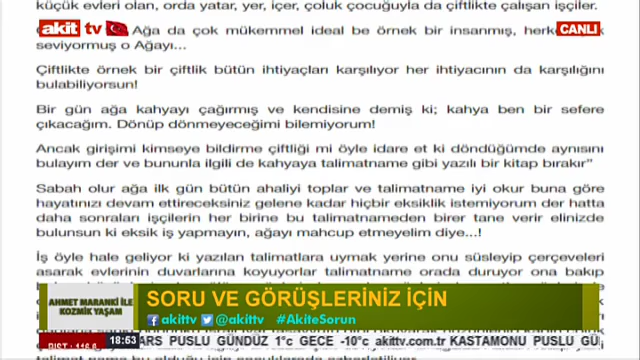 küçük evleri olan, orda yatar, yer, içer, çoluk çocuğuyla da çiftlikte çalışan işçiler.
akit tv
Ağa da çok mükemmel ideal be örnek bir insanmış,
CANLI
seviyormuş o Ağayı...
Çiftlikte örnek bir çiftlik bütün ihtiyaçları karşılıyor her ihtiyacının da karşılığını
bulabiliyorsun!
Bir gün ağa kahyayı çağırmış ve kendisine demiş ki; kahya ben bir sefere
çıkacağım. Dönüp dönmeyeceğimi bilemiyorum!
Ancak girişimi kimseye bildirme çiftliği mi öyle idare et ki döndüğümde aynısını
bulayım der ve bununla ilgili de kahyaya talimatname gibi yazılı bir kitap bırakır”
Sabah olur ağa ilk gün bütün ahaliyi toplar ve talimatname iyi okur buna göre
hayatınızı devam ettireceksiniz gelene kadar hiçbir eksiklik istemiyorum der hatta
daha sonraları işçilerin her birine bu talimatnameden birer tane verir elinizde
bulunsun ki eksik iş yapmayın, ağayı mahcup etmeyelim diye...!
İş öyle hale geliyor ki yazılan talimatlara uymak yerine onu süsleyip çerçeveleri
asarak evlerinin duvarlarına koyuyorlar talimatname orada duruyor ona bakıp
AHMET MARANKİ İLE
KOZMİK YAŞAM
SORU VE GÖRÜŞLERİNİZ İÇİN
akittv @akittv #AkiteSorun
18:53
ARS PUSLU GÜNDÜZ 1°C GECE -10°C akittv.com.tr KASTAMONU PUSLU GÜ